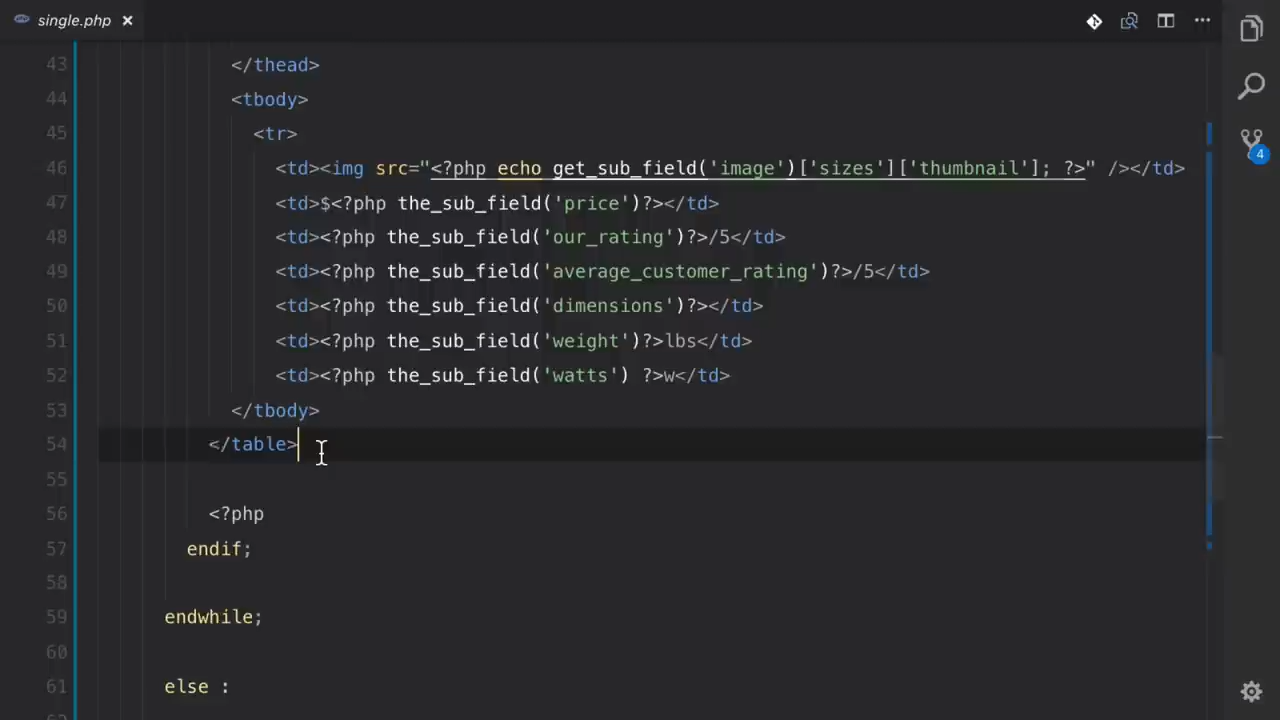 single.php
43 </thead>
44 <tbody>
45 <tr>
46 <td><img src="<?php echo get_sub_field('image')['sizes']['thumbnail']; ?>" /></td>
47 <td>$<?php the_sub_field('price')?></td>
48 <td><?php the_sub_field('our_rating')?>/5</td>
49 <td><?php the_sub_field('average_customer_rating')?>/5</td>
50 <td><?php the_sub_field('dimensions')?></td>
51 <td><?php the_sub_field('weight')?>lbs</td>
52 <td><?php the_sub_field('watts') ?>w</td>
53 </tbody>
54 </table>
55
56 <?php
57 endif;
58
59 endwhile;
60
61 else :
4